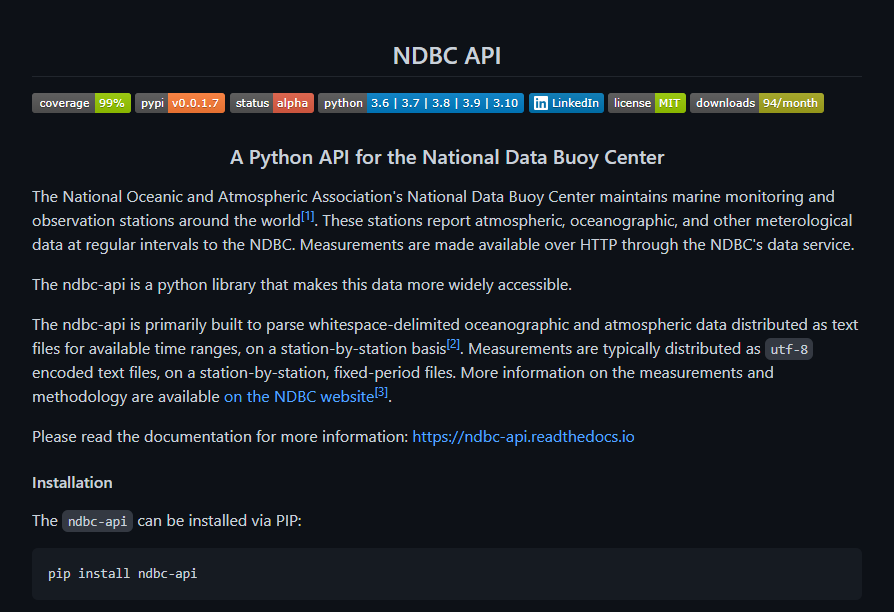 NDBC API
coverage 99% pypi v0.0.1.7 status alpha python 3.6 | 3.7 | 3.8 | 3.9 | 3.10 in LinkedIn license MIT downloads 94/month
A Python API for the National Data Buoy Center
The National Oceanic and Atmospheric Association's National Data Buoy Center maintains marine monitoring and
observation stations around the world[1]. These stations report atmospheric, oceanographic, and other meterological
data at regular intervals to the NDBC. Measurements are made available over HTTP through the NDBC's data service.
The ndbc-api is a python library that makes this data more widely accessible.
The ndbc-api is primarily built to parse whitespace-delimited oceanographic and atmospheric data distributed as text
files for available time ranges, on a station-by-station basis[2]. Measurements are typically distributed as utf-8
encoded text files, on a station-by-station, fixed-period files. More information on the measurements and
methodology are available on the NDBC website[3].
Please read the documentation for more information: https://ndbc-api.readthedocs.io
Installation
The ndbc-api can be installed via PIP:
pip install ndbc-api